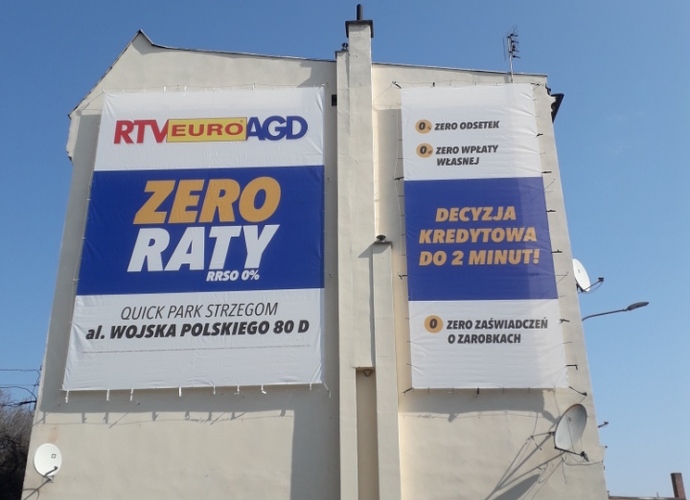 RTV EURO AGD
ZERO
RATY
RRSO 0%
QUICK PARK STRZEGOM
al. WOJSKA POLSKIEGO 80 D
0% ZERO ODSETEK
0zł ZERO WPŁATY
WŁASNEJ
DECYZJA
KREDYTOWA
DO 2 MINUT!
0 ZERO ZAŚWIADCZEŃ
O ZAROBKACH